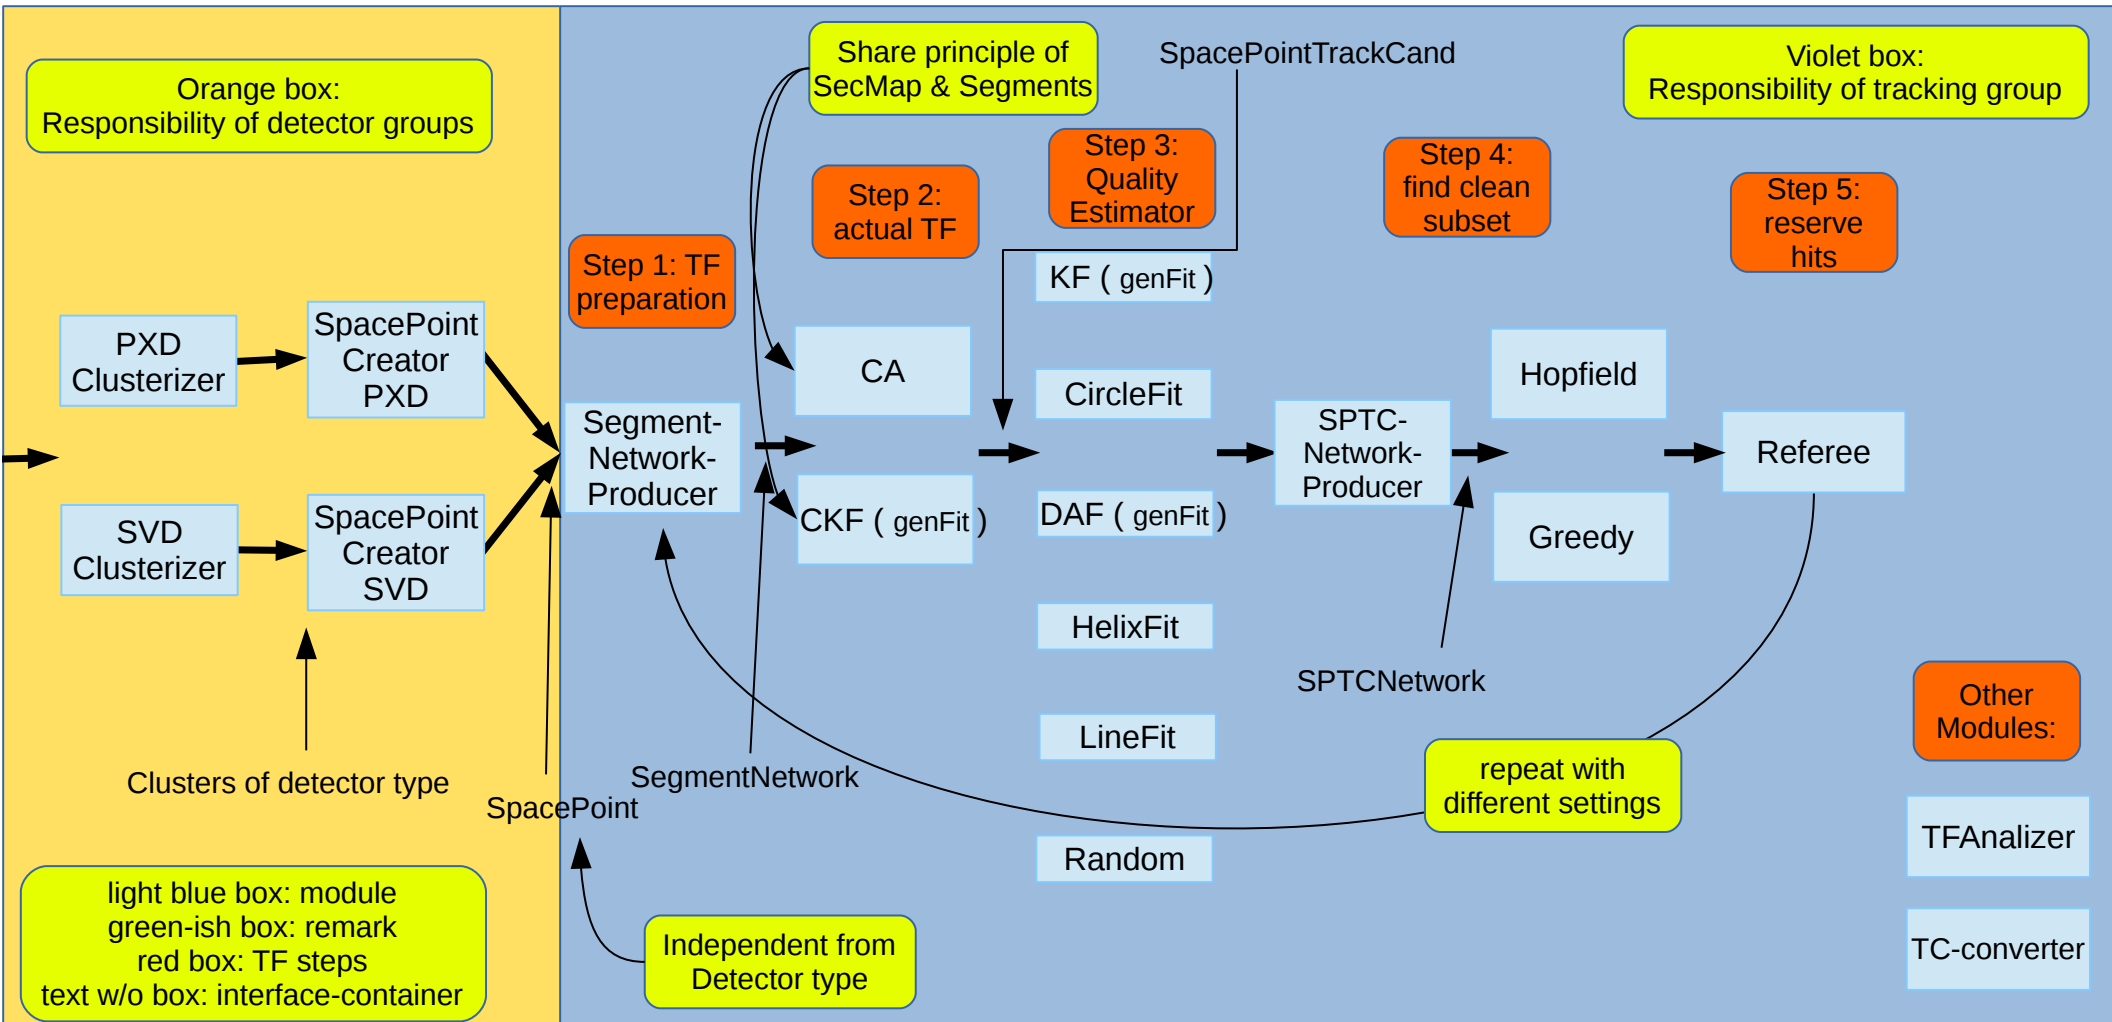 Orange box:
Responsibility of detector groups
Share principle of
SecMap & Segments
SpacePointTrackCand
Violet box:
Responsibility of tracking group
Step 1: TF
preparation
Step 2:
actual TF
Step 3:
Quality
Estimator
Step 4:
find clean
subset
Step 5:
reserve
hits
PXD
Clusterizer
SpacePoint
Creator
PXD
SVD
Clusterizer
SpacePoint
Creator
SVD
Segment-
Network-
Producer
CA
CKF ( genFit )
KF ( genFit )
CircleFit
DAF ( genFit )
HelixFit
LineFit
Random
SPTC-
Network-
Producer
Hopfield
Greedy
Referee
Clusters of detector type
SpacePoint
SegmentNetwork
SPTCNetwork
repeat with
different settings
Other
Modules:
TFAnalizer
TC-converter
light blue box: module
green-ish box: remark
red box: TF steps
text w/o box: interface-container
Independent from
Detector type